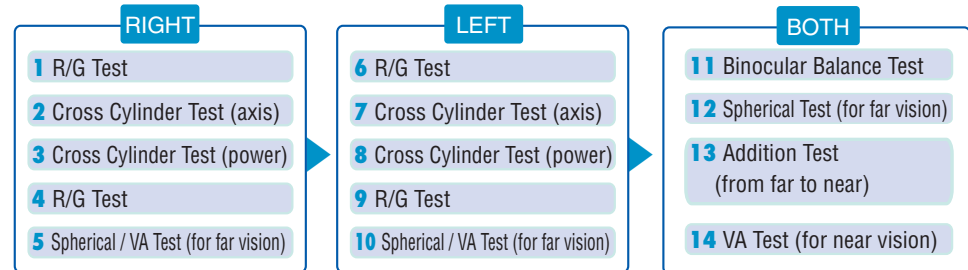 RIGHT
1 R/G Test
2 Cross Cylinder Test (axis)
3 Cross Cylinder Test (power)
4 R/G Test
5 Spherical / VA Test (for far vision)
LEFT
6 R/G Test
7 Cross Cylinder Test (axis)
8 Cross Cylinder Test (power)
9 R/G Test
10 Spherical / VA Test (for far vision)
BOTH
11 Binocular Balance Test
12 Spherical Test (for far vision)
13 Addition Test
(from far to near)
14 VA Test (for near vision)